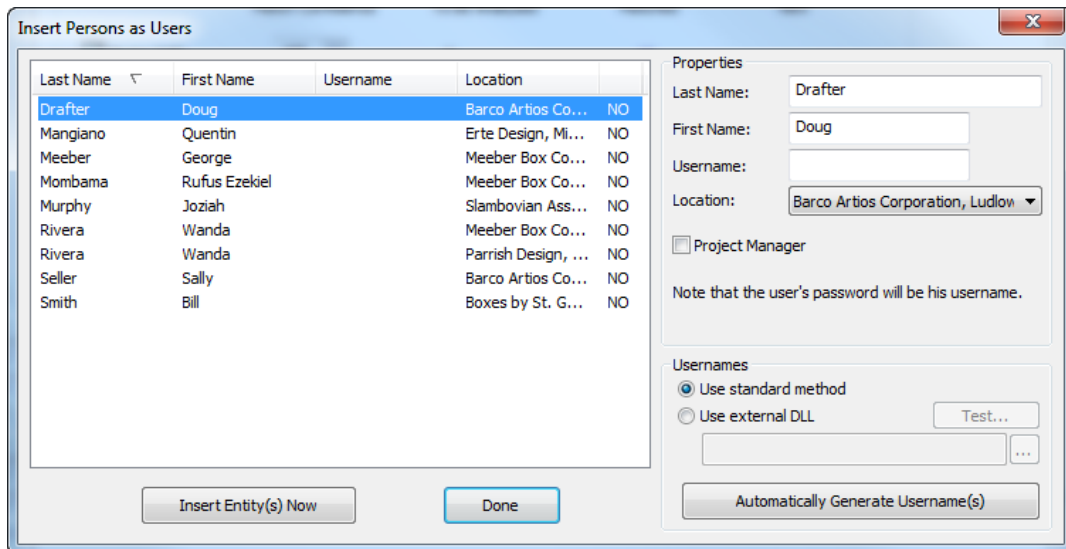 Insert Persons as Users
Last Name First Name Username Location
Drafter Doug Barco Artios Co... NO
Mangiano Quentin Erte Design, Mi... NO
Meeber George Meeber Box Co... NO
Mombama Rufus Ezekiel Meeber Box Co... NO
Murphy Joziah Slambovian Ass... NO
Rivera Wanda Meeber Box Co... NO
Rivera Wanda Parrish Design, ... NO
Seller Sally Barco Artios Co... NO
Smith Bill Boxes by St. G... NO
Insert Entity(s) Now
Done
Properties
Last Name: Drafter
First Name: Doug
Username:
Location: Barco Artios Corporation, Ludlow
Project Manager
Note that the user's password will be his username.
Usernames
Use standard method
Use external DLL
Test...
...
Automatically Generate Username(s)